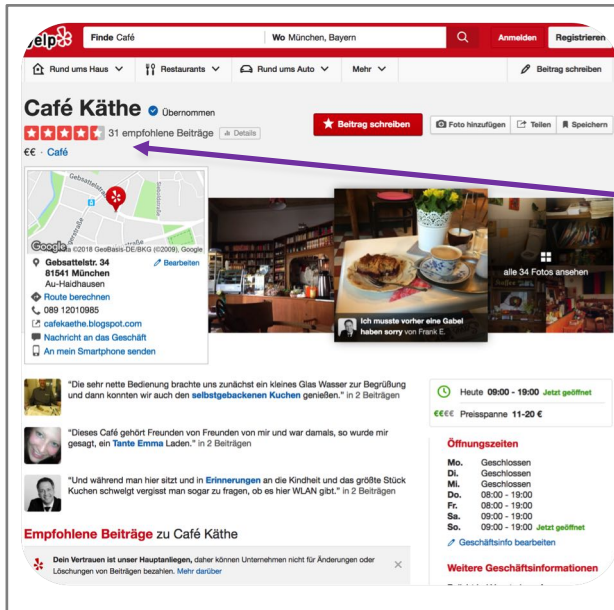 yelp
Finde Café
Wo München, Bayern
Anmelden
Registrieren
Rund ums Haus
Restaurants
Rund ums Auto
Mehr
Beitrag schreiben
Café Käthe
Übernommen
31 empfohlene Beiträge
Details
Beitrag schreiben
Foto hinzufügen
Teilen
Speichern
€€ · Café
Gebsattelstr.
Google
©2018 GeoBasis-DE/BKG (©2009), Google
Gebsattelstr. 34
Bearbeiten
81541 München
Au-Haidhausen
Route berechnen
089 12010985
cafekaethe.blogspot.com
Nachricht an das Geschäft
An mein Smartphone senden
Ich musste vorher eine Gabel
haben sorry von Frank E.
alle 34 Fotos ansehen
"Die sehr nette Bedienung brachte uns zunächst ein kleines Glas Wasser zur Begrüßung
und dann konnten wir auch den selbstgebackenen Kuchen genießen." in 2 Beiträgen
"Dieses Café gehört Freunden von Freunden von mir und war damals, so wurde mir
gesagt, ein Tante Emma Laden." in 2 Beiträgen
"Und während man hier sitzt und in Erinnerungen an die Kindheit und das größte Stück
Kuchen schwelgt vergisst man sogar zu fragen, ob es hier WLAN gibt." in 2 Beiträgen
Heute 09:00 - 19:00 Jetzt geöffnet
€€€€ Preisspanne 11-20 €
Öffnungszeiten
Mo. Geschlossen
Di. Geschlossen
Mi. Geschlossen
Do. 08:00 - 19:00
Fr. 08:00 - 19:00
Sa. 09:00 - 19:00
So. 09:00 - 19:00 Jetzt geöffnet
Geschäftsinfo bearbeiten
Weitere Geschäftsinformationen
Empfohlene Beiträge zu Café Käthe
Dein Vertrauen ist unser Hauptanliegen, daher können Unternehmen nicht für Änderungen oder
Löschungen von Beiträgen bezahlen. Mehr darüber